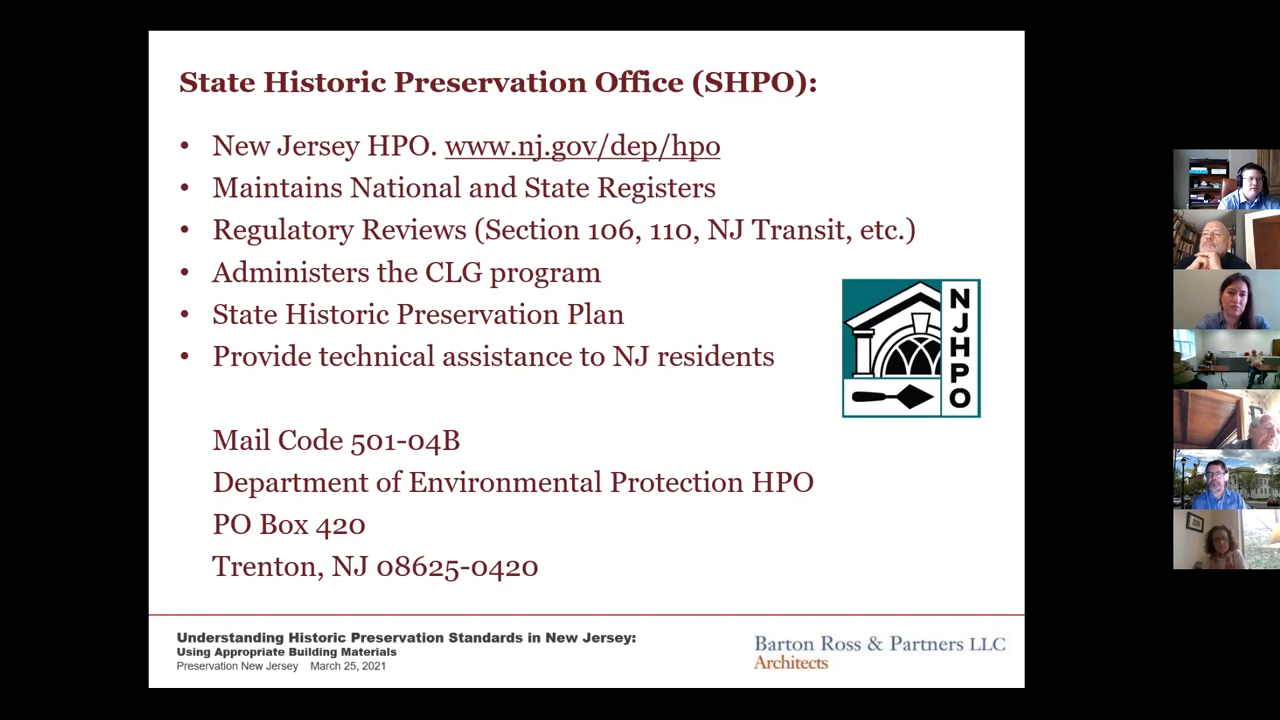 State Historic Preservation Office (SHPO):
• New Jersey HPO. www.nj.gov/dep/hpo
• Maintains National and State Registers
• Regulatory Reviews (Section 106, 110, NJ Transit, etc.)
• Administers the CLG program
• State Historic Preservation Plan
• Provide technical assistance to NJ residents
NJHPO
Mail Code 501-04B
Department of Environmental Protection HPO
PO Box 420
Trenton, NJ 08625-0420
Understanding Historic Preservation Standards in New Jersey:
Using Appropriate Building Materials
Preservation New Jersey March 25, 2021
Barton Ross & Partners LLC
Architects